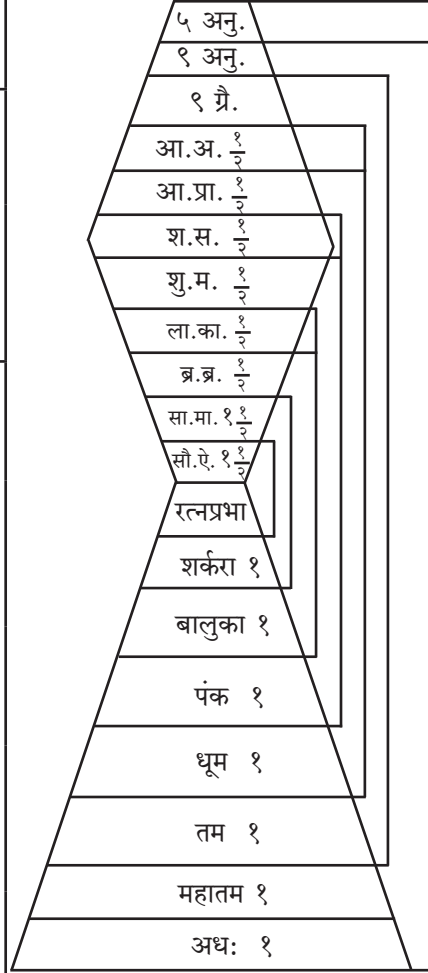 ५ अनु.
९ अनु.
९ ग्रै.
आ.अ. १/२
आ.प्रा. १/२
श.स. १/२
शु.म. १/२
ला.का. १/२
ब्र.ब्र. १/२
सा.मा. १ १/२
सौ.ऐ. १ १/२
रत्नप्रभा
शर्करा १
बालुका १
पंक १
धूम १
तम १
महातम १
अध: १